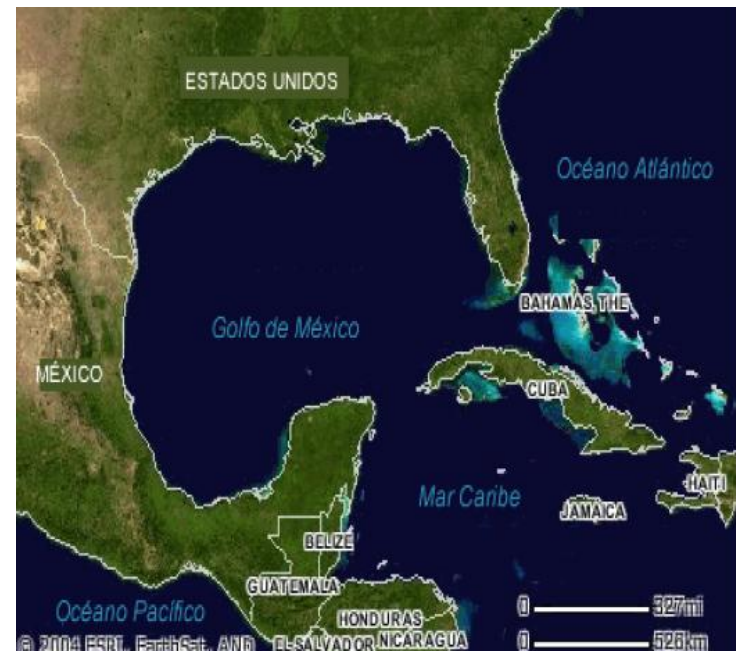 ESTADOS UNIDOS
Océano Atlántico
BAHAMAS, THE
Golfo de México
MÉXICO
CUBA
HAITI
Mar Caribe
JAMAICA
BELIZE
GUATEMALA
Océano Pacífico
HONDURAS
0 327mi
EL SALVADOR NICARAGUA
0 526km
© 2004 ESRI, EarthSat, AND